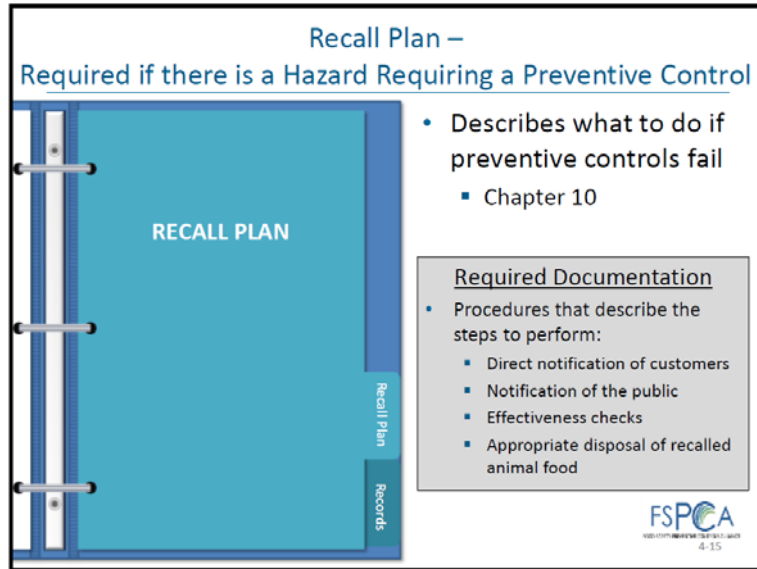 Recall Plan –
Required if there is a Hazard Requiring a Preventive Control
RECALL PLAN
Recall Plan
Records
• Describes what to do if
preventive controls fail
▪ Chapter 10
Required Documentation
• Procedures that describe the
steps to perform:
▪ Direct notification of customers
▪ Notification of the public
▪ Effectiveness checks
▪ Appropriate disposal of recalled
animal food
FSPCA
4-15